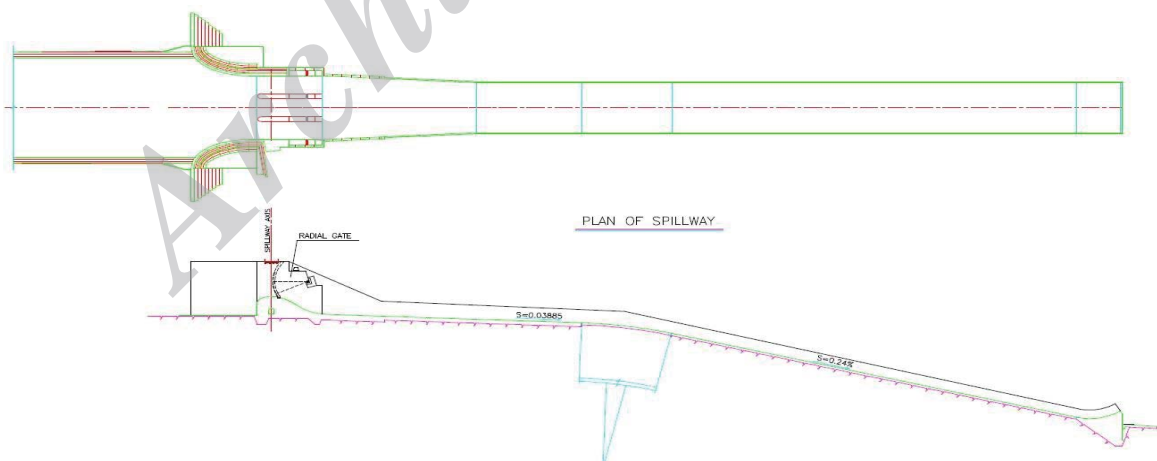 Arch
PLAN OF SPILLWAY
SPILLWAY AXIS
RADIAL GATE
S=0.03885
S=0.24%